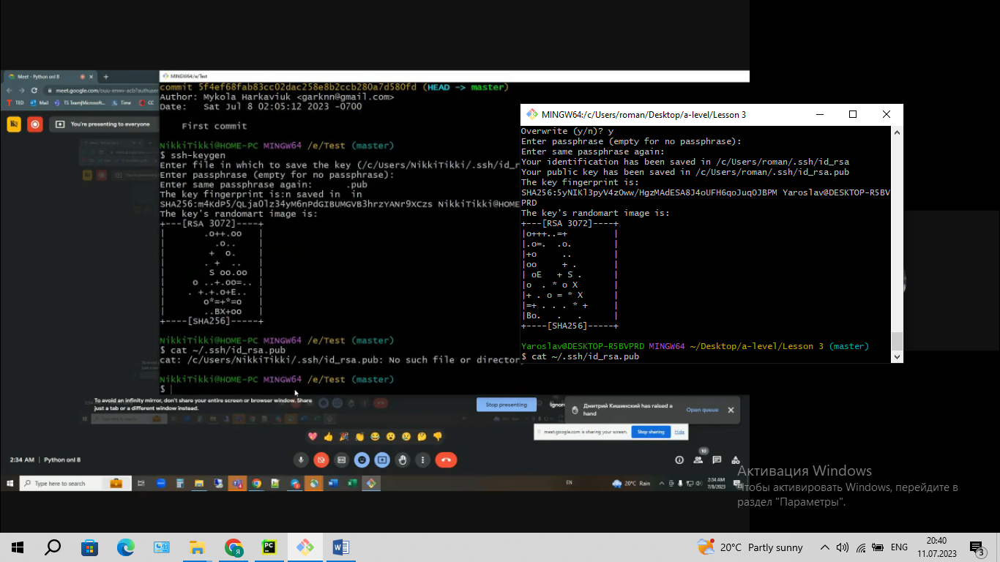 Meet - Python onl 8
MINGW64:/e/Test
meet.google.com/ouu-emwv-acb?authuser
TED
Mail
TS Team|Microsoft...
Time
CC
You're presenting to everyone
commit 5f4ef68fab83cc02dac258e8b2ccb280a7d580fd (HEAD -> master)
Author: Mykola Harkaviuk <garknn@gmail.com>
Date:   Sat Jul 8 02:05:12 2023 -0700
First commit
NikkiTikki@HOME-PC MINGW64 /e/Test (master)
$ ssh-keygen
Enter file in which to save the key (/c/Users/NikkiTikki/.ssh/id_r
Enter passphrase (empty for no passphrase):
Enter same passphrase again:      .pub
The key fingerprint is:n saved in  in
SHA256:m4KdP5/QLjaOlz34yM6nPdGIBUMGVB3hrzYANr9XCzs NikkiTikki@HOME
The key's randomart image is:
+---[RSA 3072]----+
|       .o++.oo   |
|         .o..    |
|        +  o.    |
|       . +  ..   |
|        S oo.oo  |
|     o ..+.oo=.. |
|    . +.+.o+E..  |
|       o*=+*=o   |
|       ..BX+oo   |
+----[SHA256]-----+
NikkiTikki@HOME-PC MINGW64 /e/Test (master)
$ cat ~/.ssh/id_rsa.pub
cat: /c/Users/NikkiTikki/.ssh/id_rsa.pub: No such file or director
NikkiTikki@HOME-PC MINGW64 /e/Test (master)
$
MINGW64:/c/Users/roman/Desktop/a-level/Lesson 3
Overwrite (y/n)? y
Enter passphrase (empty for no passphrase):
Enter same passphrase again:
Your identification has been saved in /c/Users/roman/.ssh/id_rsa
Your public key has been saved in /c/Users/roman/.ssh/id_rsa.pub
The key fingerprint is:
SHA256:5yNIKl3pyV4zOww/HgzMAdESA8J4oUFH6qoJuqOJBPM Yaroslav@DESKTOP-R5BV
PRD
The key's randomart image is:
+---[RSA 3072]----+
|o+++..=+         |
|.o=.  .o.        |
|+o     ..        |
|oo     + .       |
| oE   + S .      |
|o  . * o X       |
|+ . o = * X      |
|=+ . . . * +     |
|Bo.   .   .      |
+----[SHA256]-----+
Yaroslav@DESKTOP-R5BVPRD MINGW64 ~/Desktop/a-level/Lesson 3 (master)
$ cat ~/.ssh/id_rsa.pub
To avoid an infinity mirror, don't share your entire screen or browser window. Share
just a tab or a different window instead.
Stop presenting
Ignor
Дмитрий Кишинский has raised a
hand
Open queue
meet.google.com is sharing your screen.
Stop sharing
Hide
2:34 AM | Python onl 8
10
Type here to search
EN
20°C Rain
2:34 AM
7/8/2023
Активация Windows
Чтобы активировать Windows, перейдите в
раздел "Параметры".
20°C Partly sunny
ENG
20:40
11.07.2023
3